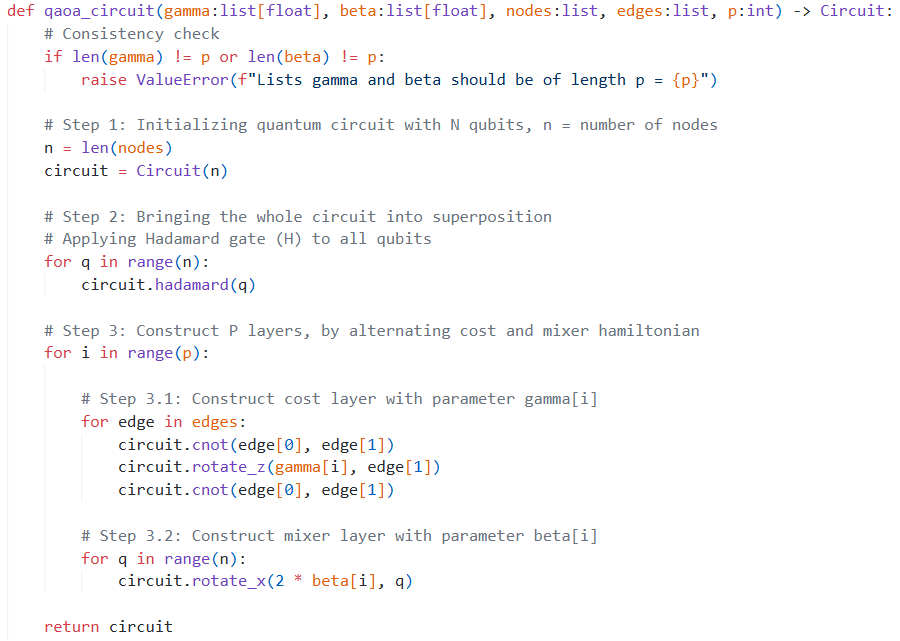 def qaoa_circuit(gamma:list[float], beta:list[float], nodes:list, edges:list, p:int) -> Circuit:
    # Consistency check
    if len(gamma) != p or len(beta) != p:
        raise ValueError(f"Lists gamma and beta should be of length p = {p}")

    # Step 1: Initializing quantum circuit with N qubits, n = number of nodes
    n = len(nodes)
    circuit = Circuit(n)

    # Step 2: Bringing the whole circuit into superposition
    # Applying Hadamard gate (H) to all qubits
    for q in range(n):
        circuit.hadamard(q)

    # Step 3: Construct P layers, by alternating cost and mixer hamiltonian
    for i in range(p):

        # Step 3.1: Construct cost layer with parameter gamma[i]
        for edge in edges:
            circuit.cnot(edge[0], edge[1])
            circuit.rotate_z(gamma[i], edge[1])
            circuit.cnot(edge[0], edge[1])

        # Step 3.2: Construct mixer layer with parameter beta[i]
        for q in range(n):
            circuit.rotate_x(2 * beta[i], q)

    return circuit